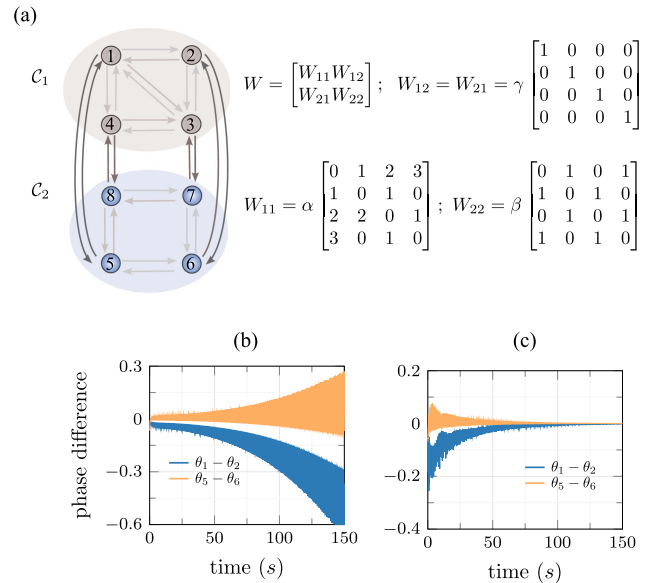 (a)
C₁
1 2
4 3
C₂
8 7
5 6
W = [W₁₁W₁₂
W₂₁W₂₂] ; W₁₂ = W₂₁ = γ
1 0 0 0
0 1 0 0
0 0 1 0
0 0 0 1
W₁₁ = α
0 1 2 3
1 0 1 0
2 2 0 1
3 0 1 0
; W₂₂ = β
0 1 0 1
1 0 1 0
0 1 0 1
1 0 1 0
(b)
phase difference
0.3
0
−0.3
−0.6
θ₁ − θ₂
θ₅ − θ₆
0 50 100 150
time (s)
(c)
0.2
0
−0.2
−0.4
θ₁ − θ₂
θ₅ − θ₆
0 50 100 150
time (s)